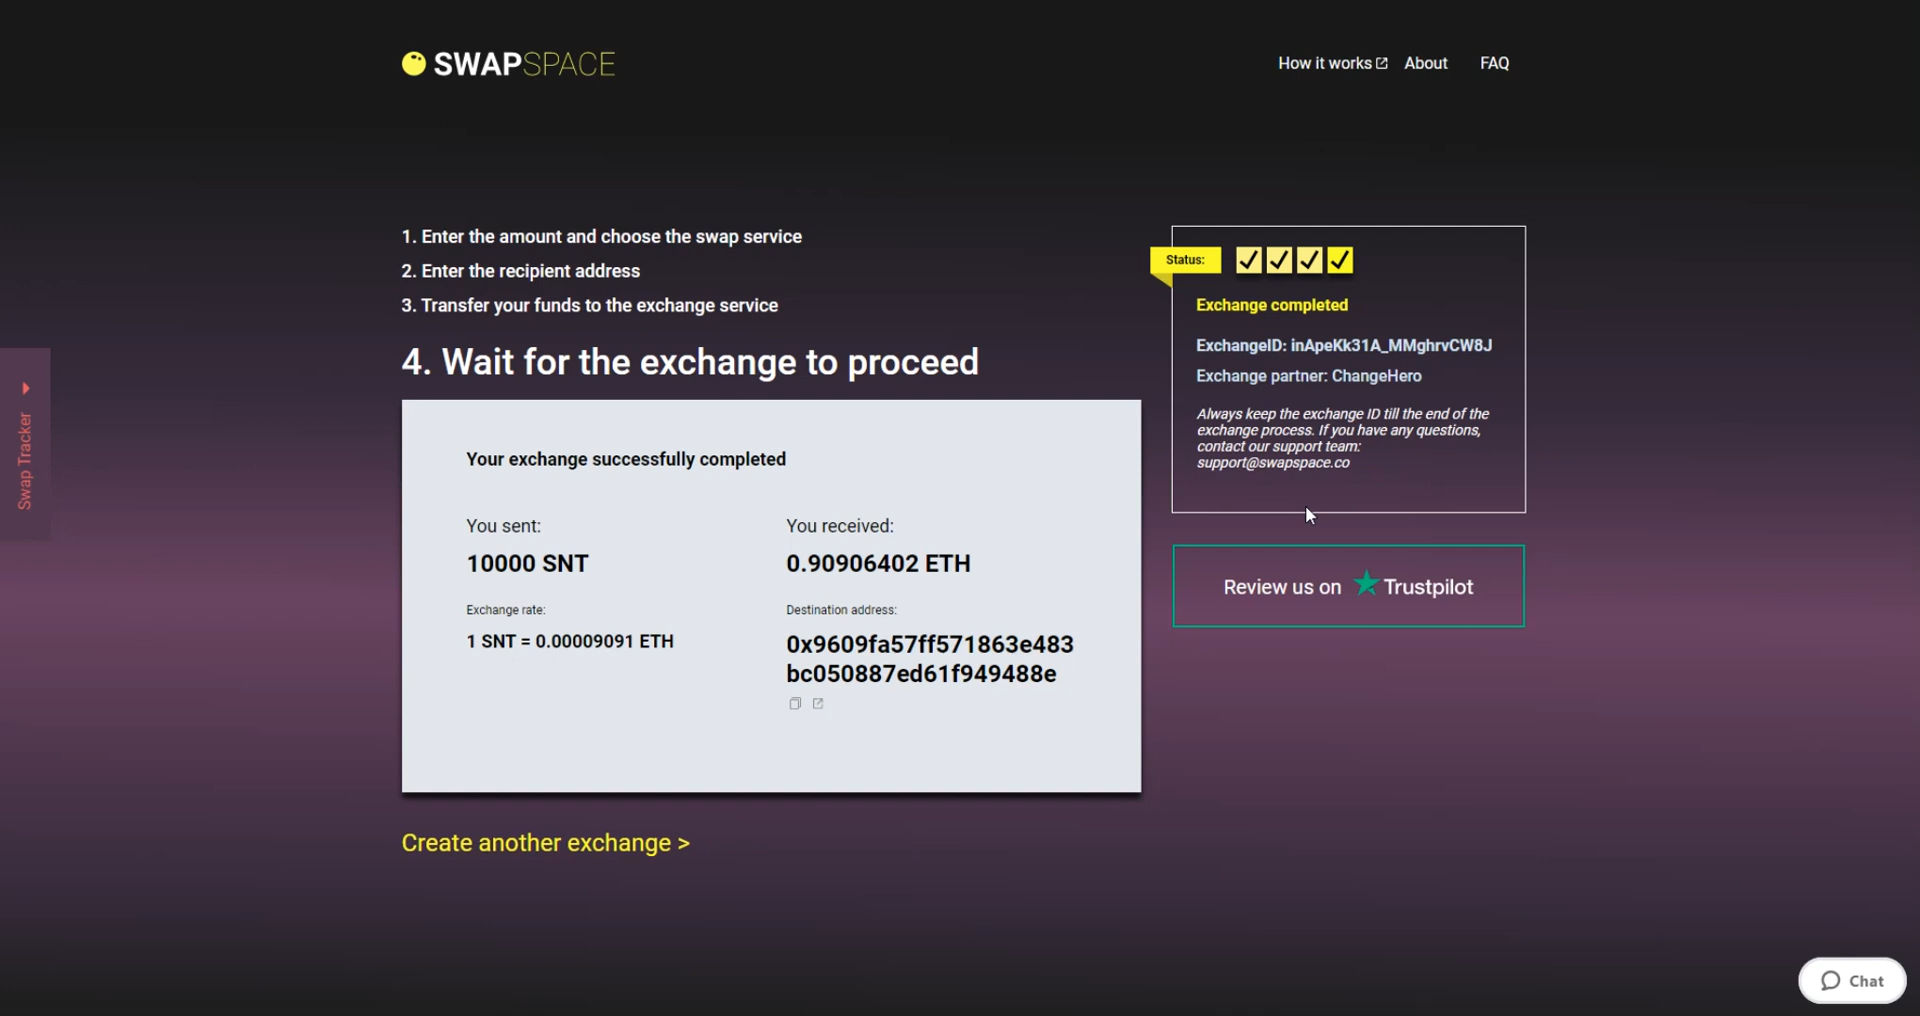 SWAPSPACE
How it works
About
FAQ
1. Enter the amount and choose the swap service
2. Enter the recipient address
3. Transfer your funds to the exchange service
4. Wait for the exchange to proceed
Your exchange successfully completed
You sent:
10000 SNT
Exchange rate:
1 SNT = 0.00009091 ETH
You received:
0.90906402 ETH
Destination address:
0x9609fa57ff571863e483
bc050887ed61f949488e
Create another exchange >
Status:
Exchange completed
ExchangeID: inApeKk31A_MMghrvCW8J
Exchange partner: ChangeHero
Always keep the exchange ID till the end of the
exchange process. If you have any questions,
contact our support team:
support@swapspace.co
Review us on Trustpilot
Swap Tracker
Chat